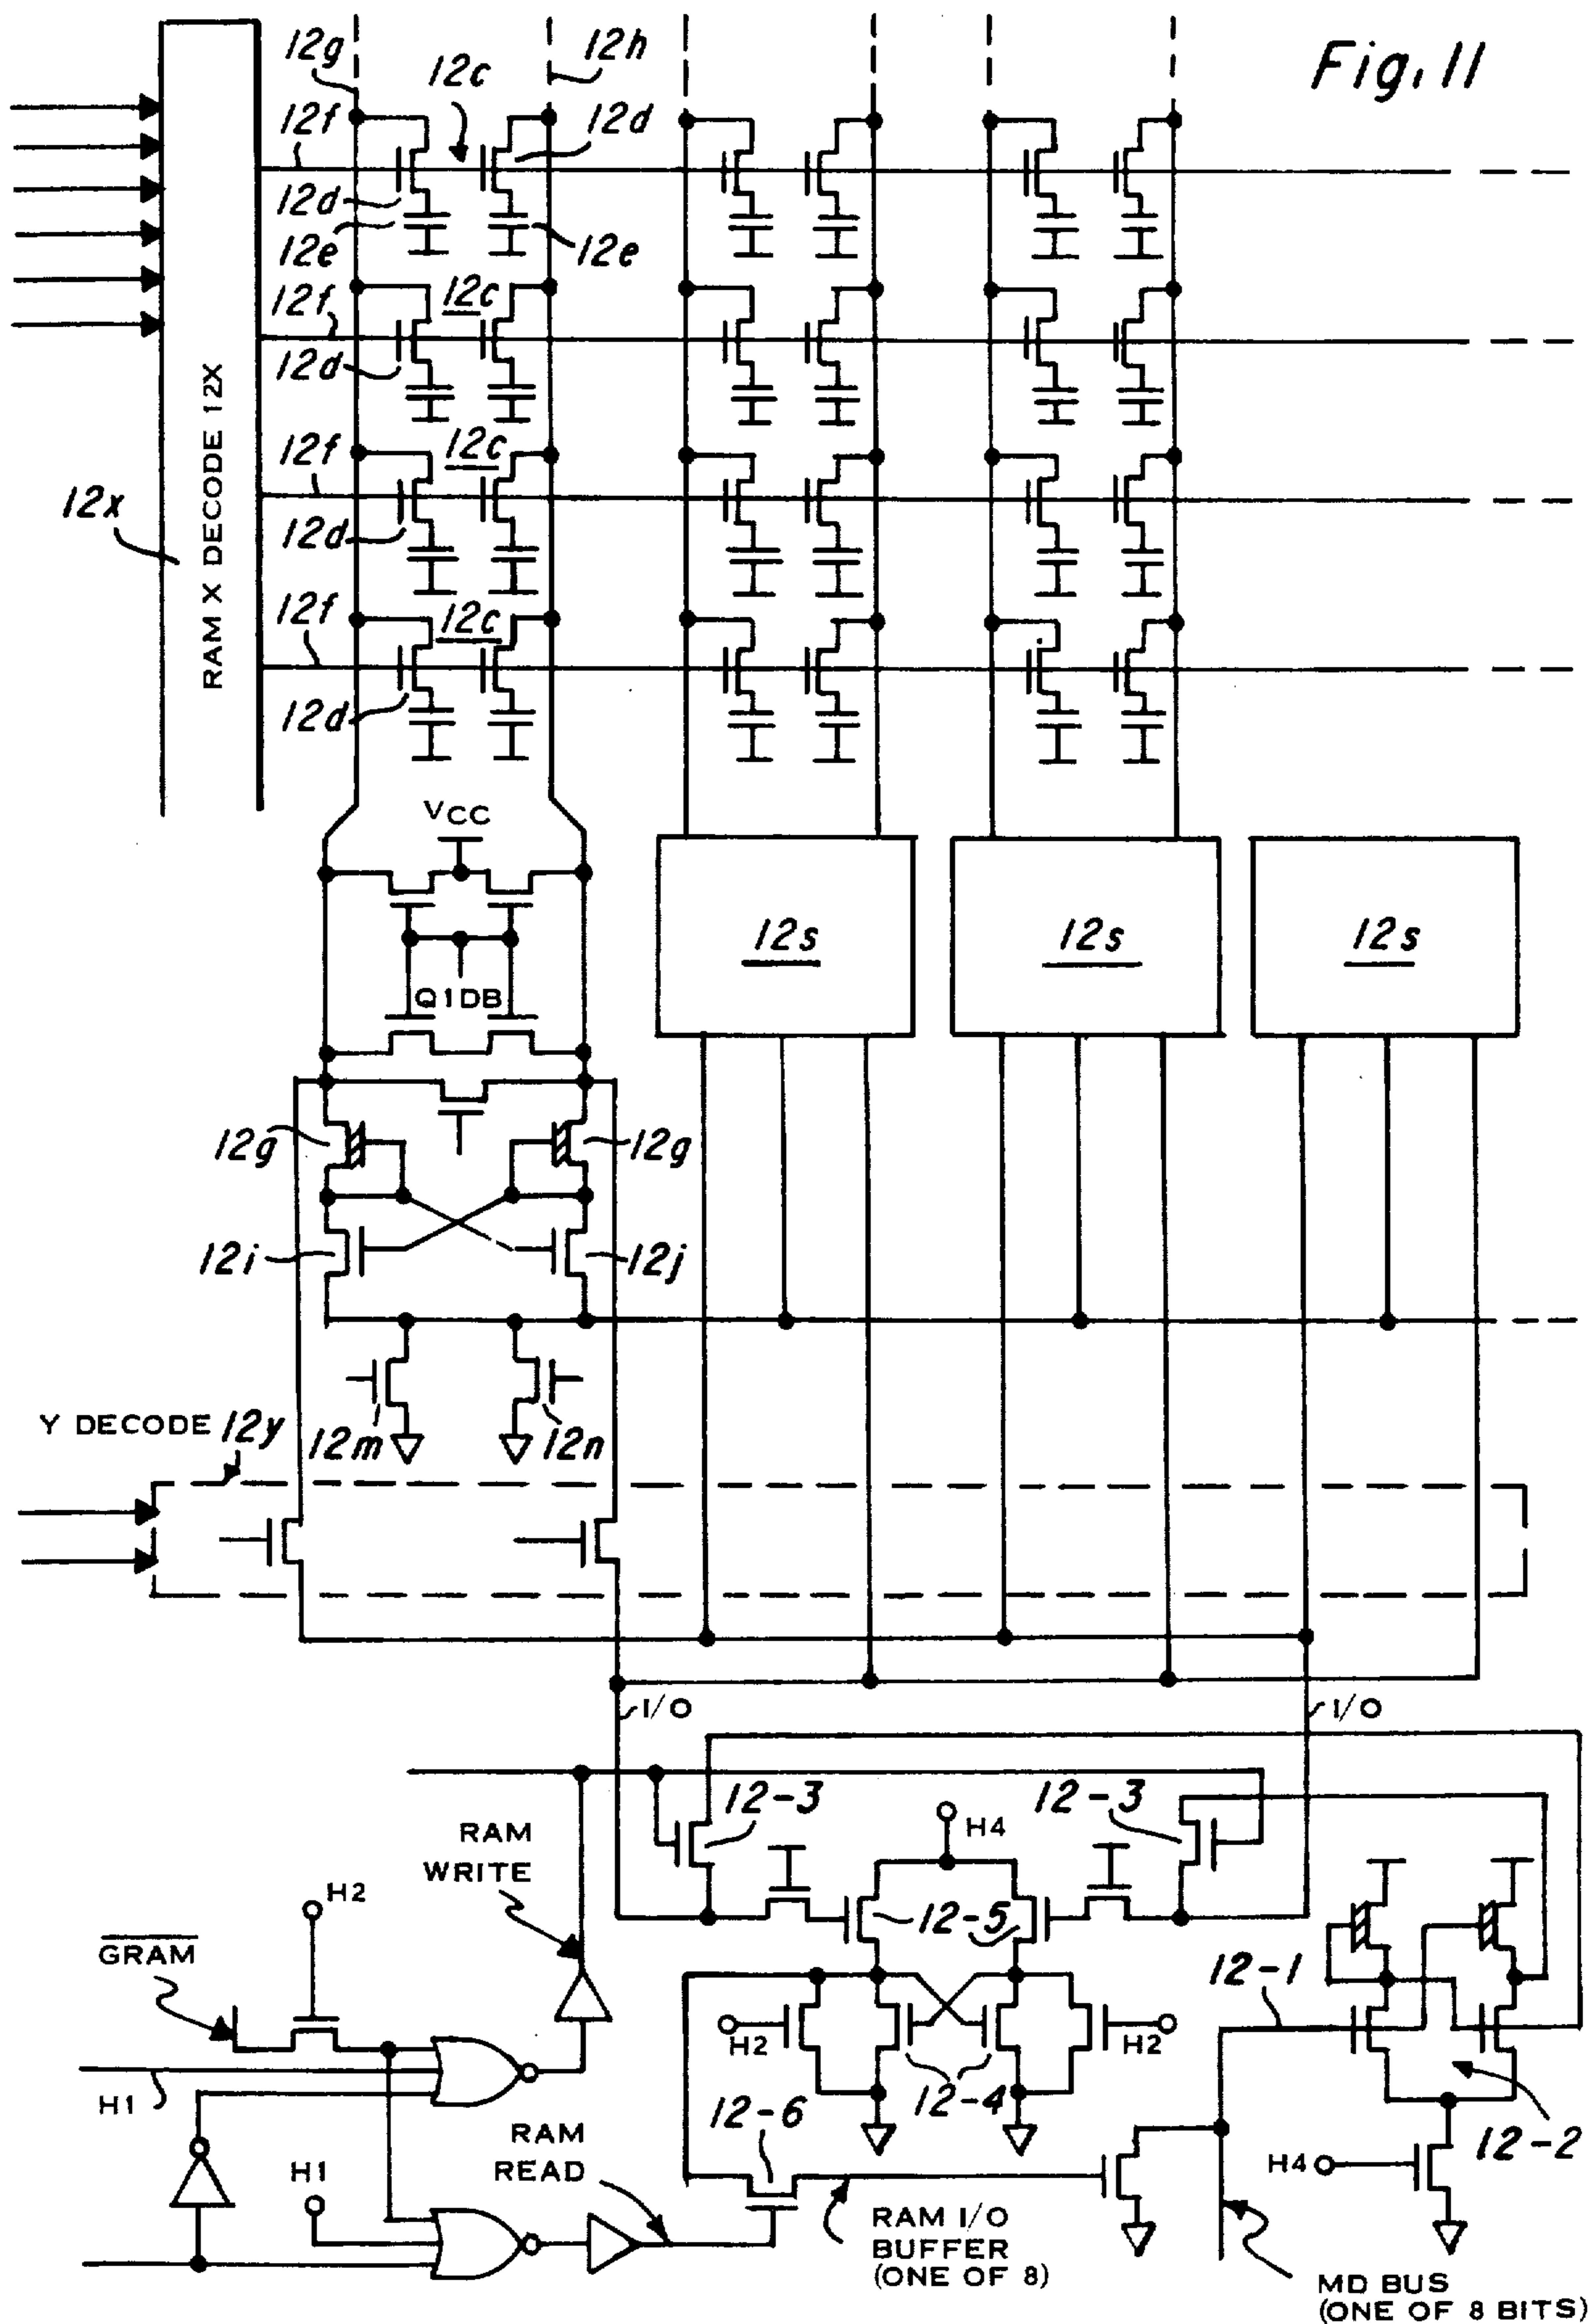 Fig. 11
12g
12c
12h
12f
12d
12d
12e
12e
12f
12c
12d
12f
12c
12d
12x
RAM X DECODE 12X
12f
12c
12d
VCC
Q1DB
12s
12s
12s
12g
12g
12i
12j
Y DECODE 12y
12m
12n
I/O
I/O
12-3
12-3
H4
RAM
WRITE
H2
12-5
GRAM
12-1
H2
H2
12-4
H1
12-6
12-2
RAM
READ
H1
H4
RAM I/O
BUFFER
(ONE OF 8)
MD BUS
(ONE OF 8 BITS)